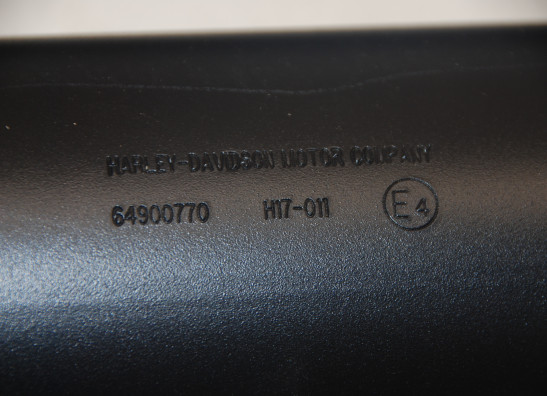 HARLEY-DAVIDSON MOTOR COMPANY
64900770 H17-011 E4